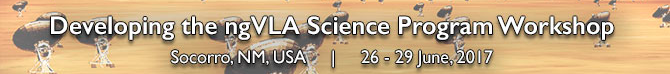 Developing the ngVLA Science Program Workshop
Socorro, NM, USA | 26 - 29 June, 2017